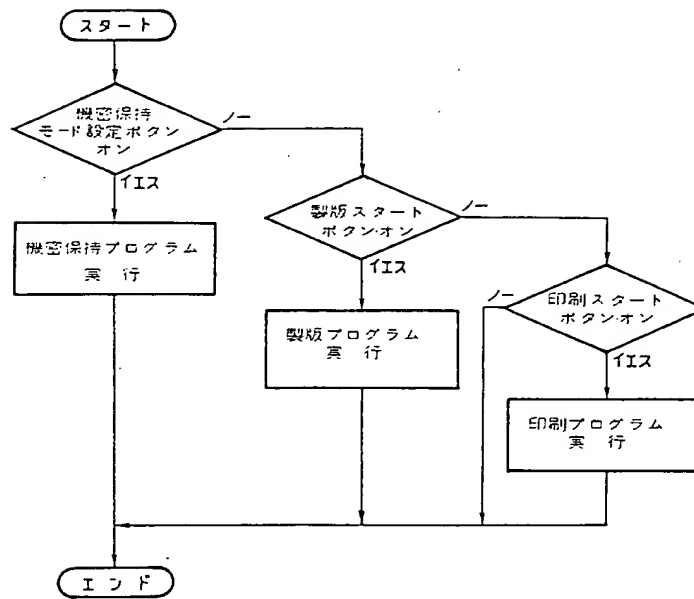 スタート
機密保持
モード設定ボタン
オン
ノー
イエス
機密保持プログラム
実行
製版スタート
ボタン・オン
ノー
イエス
製版プログラム
実行
ノー
印刷スタート
ボタン・オン
イエス
印刷プログラム
実行
エンド